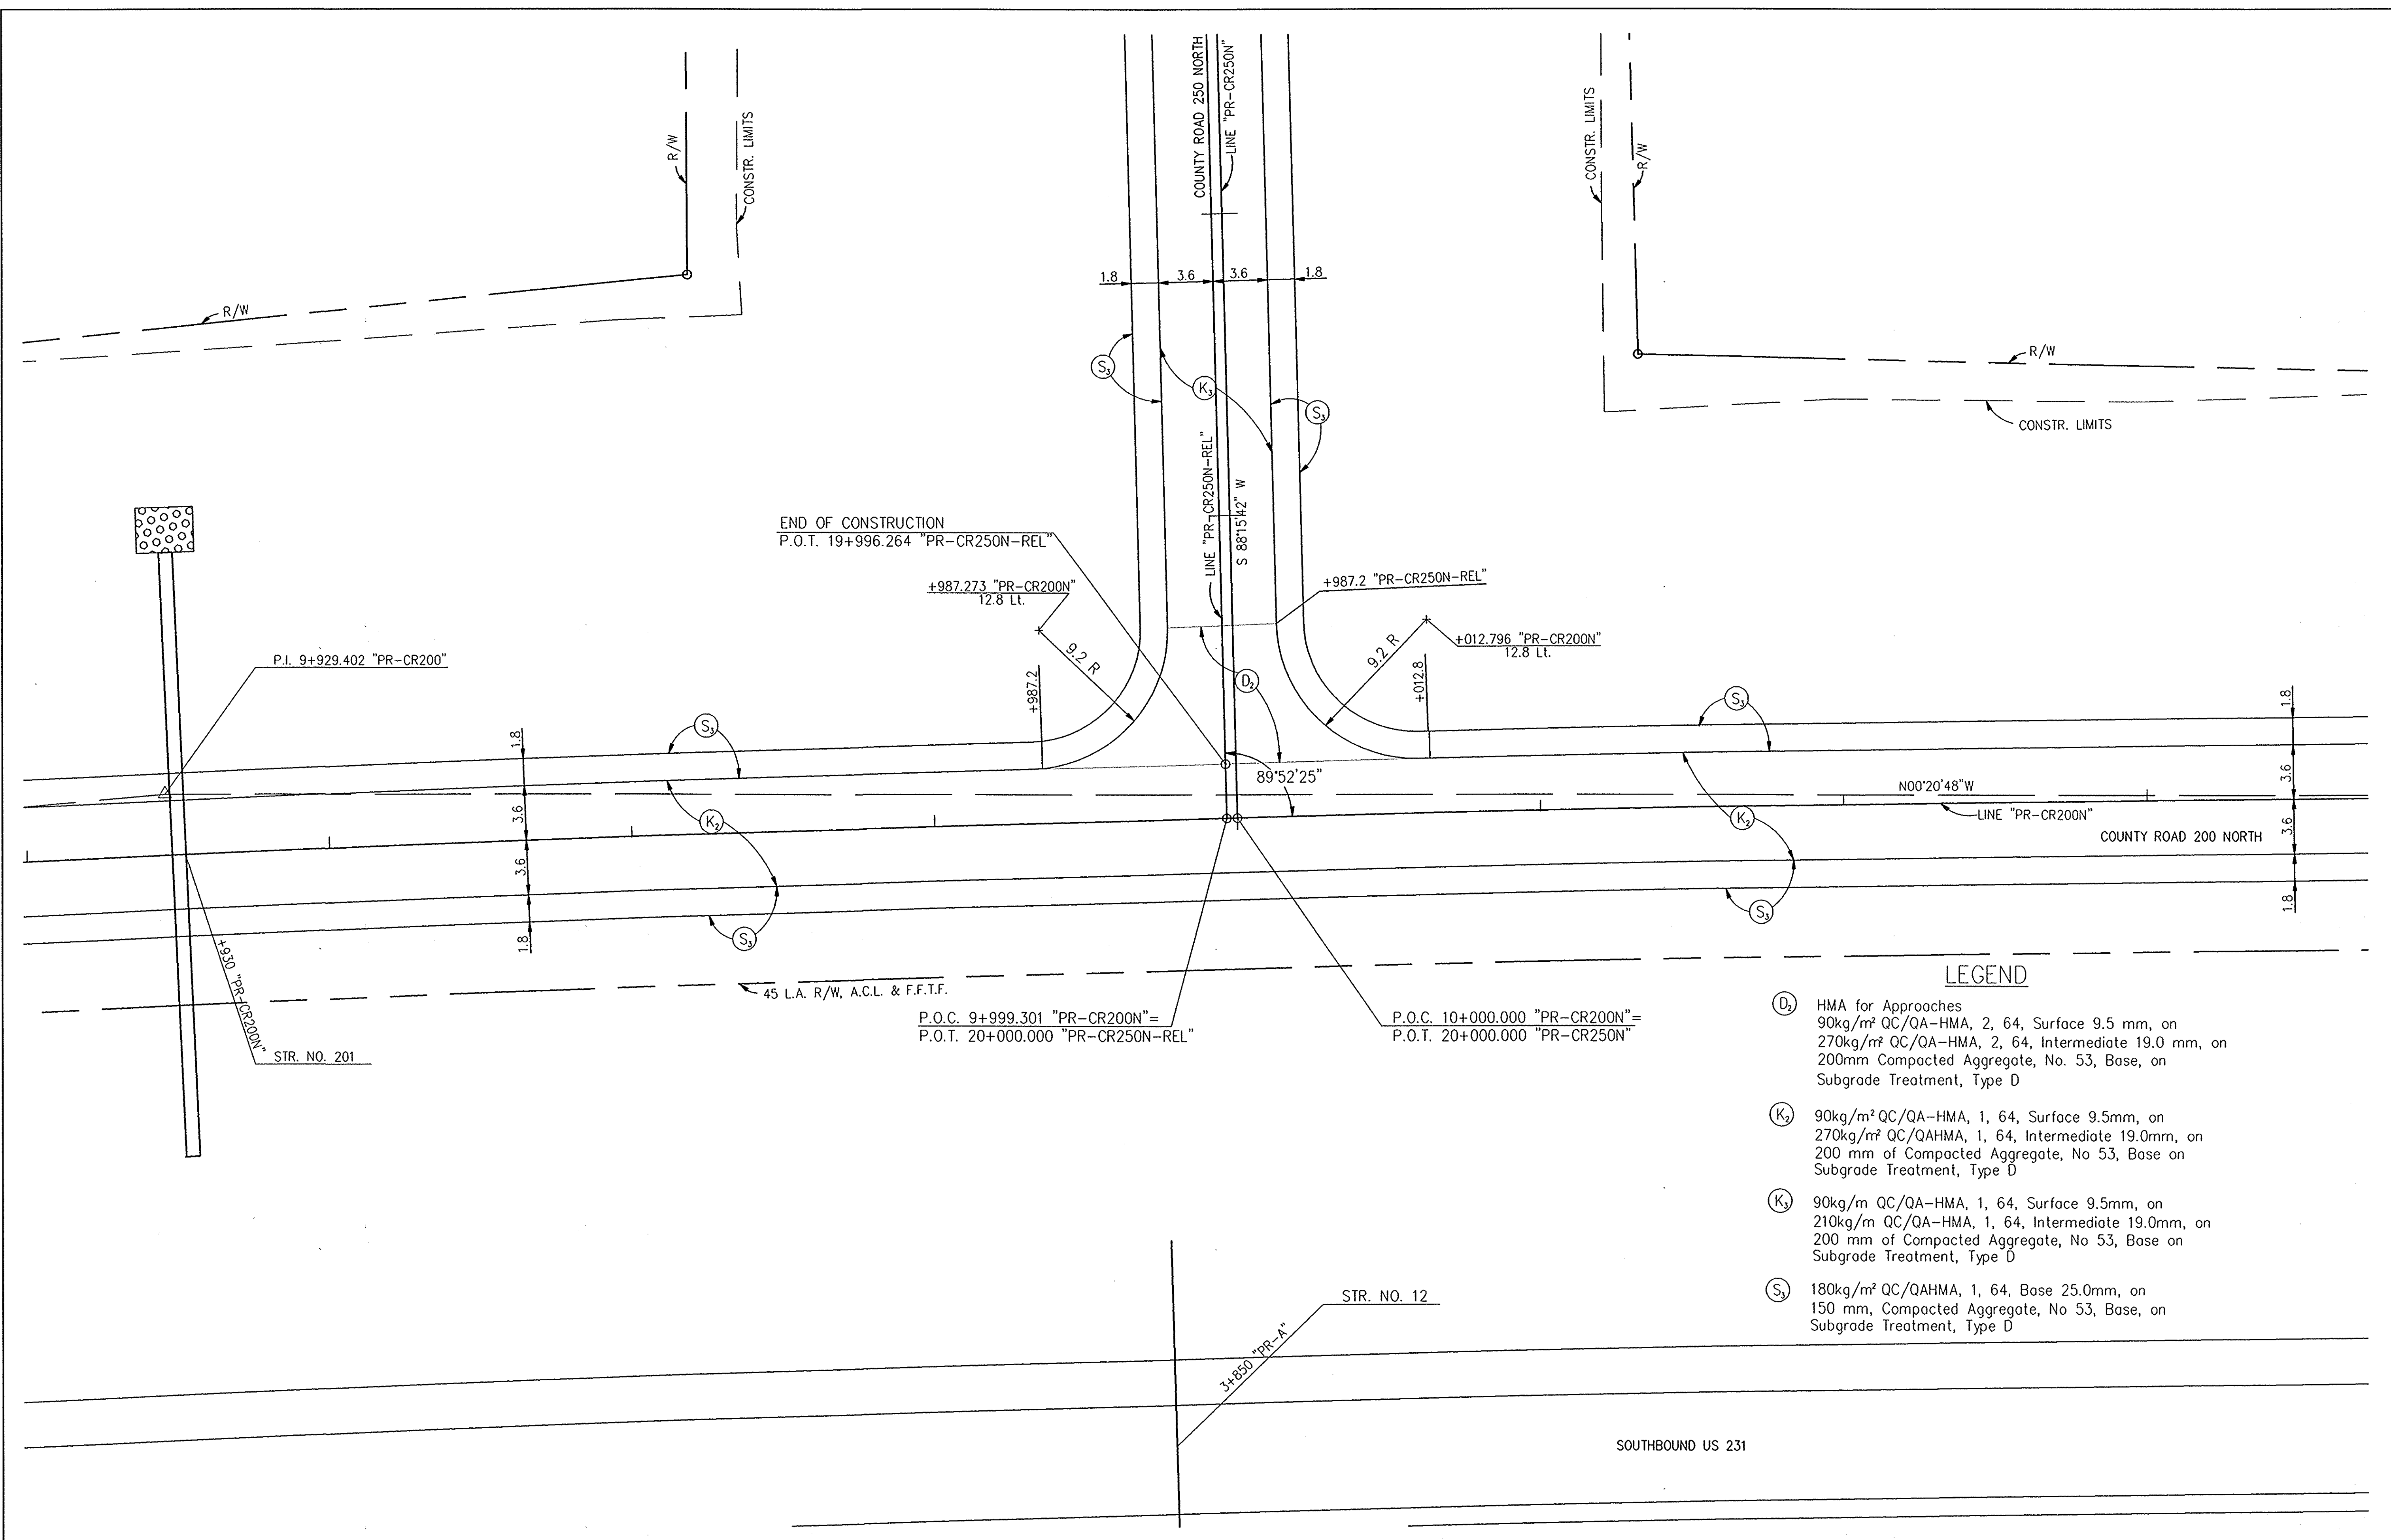 COUNTY ROAD 250 NORTH
LINE "PR-CR250N"
R/W
CONSTR. LIMITS
CONSTR. LIMITS
R/W
1.8
3.6
3.6
1.8
R/W
R/W
CONSTR. LIMITS
S3
K3
S3
LINE "PR-CR250N-REL"
S 88°15'42" W
END OF CONSTRUCTION
P.O.T. 19+996.264 "PR-CR250N-REL"
+987.273 "PR-CR200N"
12.8 Lt.
+987.2 "PR-CR250N-REL"
9.2 R
9.2 R
+012.796 "PR-CR200N"
12.8 Lt.
P.I. 9+929.402 "PR-CR200"
+987.2
+012.8
D2
S3
S3
1.8
1.8
89°52'25"
3.6
3.6
N00°20'48"W
LINE "PR-CR200N"
K2
K2
COUNTY ROAD 200 NORTH
3.6
3.6
1.8
1.8
S3
S3
+930 "PR-CR200N"
STR. NO. 201
45 L.A. R/W, A.C.L. & F.F.T.F.
P.O.C. 9+999.301 "PR-CR200N"=
P.O.T. 20+000.000 "PR-CR250N-REL"
P.O.C. 10+000.000 "PR-CR200N"=
P.O.T. 20+000.000 "PR-CR250N"
LEGEND
D2 HMA for Approaches
90kg/m² QC/QA-HMA, 2, 64, Surface 9.5 mm, on
270kg/m² QC/QA-HMA, 2, 64, Intermediate 19.0 mm, on
200mm Compacted Aggregate, No. 53, Base, on
Subgrade Treatment, Type D
K2 90kg/m² QC/QA-HMA, 1, 64, Surface 9.5mm, on
270kg/m² QC/QAHMA, 1, 64, Intermediate 19.0mm, on
200 mm of Compacted Aggregate, No 53, Base on
Subgrade Treatment, Type D
K3 90kg/m QC/QA-HMA, 1, 64, Surface 9.5mm, on
210kg/m QC/QA-HMA, 1, 64, Intermediate 19.0mm, on
200 mm of Compacted Aggregate, No 53, Base on
Subgrade Treatment, Type D
S3 180kg/m² QC/QAHMA, 1, 64, Base 25.0mm, on
150 mm, Compacted Aggregate, No 53, Base, on
Subgrade Treatment, Type D
STR. NO. 12
3+850 "PR-A"
SOUTHBOUND US 231